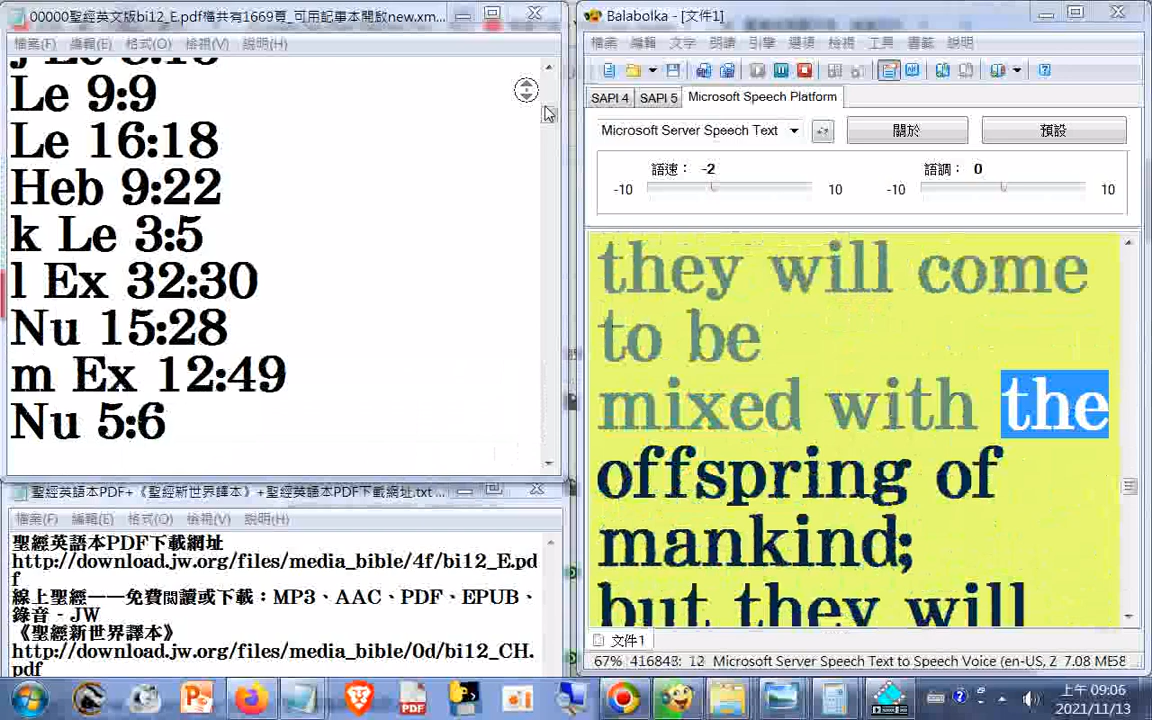 00000聖經英文版bi12_E.pdf檔共有1669頁_可用記事本開啟new.xm...
檔案(F) 編輯(E) 格式(O) 檢視(V) 說明(H)
Le 9:9
Le 16:18
Heb 9:22
k Le 3:5
l Ex 32:30
Nu 15:28
m Ex 12:49
Nu 5:6
聖經英語本PDF+《聖經新世界譯本》+聖經英語本PDF下載網址.txt ...
檔案(F) 編輯(E) 格式(O) 檢視(V) 說明(H)
聖經英語本PDF下載網址
http://download.jw.org/files/media_bible/4f/bi12_E.pd
f
線上聖經——免費閱讀或下載：MP3、AAC、PDF、EPUB、
錄音 - JW
《聖經新世界譯本》
http://download.jw.org/files/media_bible/0d/bi12_CH.
pdf
Balabolka - [文件1]
檔案 編輯 文字 朗讀 引擎 選項 檢視 工具 書籤 說明
SAPI 4 SAPI 5 Microsoft Speech Platform
Microsoft Server Speech Text 關於 預設
語速： -2 語調： 0
-10 10 -10 10
they will come
to be
mixed with the
offspring of
mankind;
but they will
文件1
67% 416843: 12 Microsoft Server Speech Text to Speech Voice (en-US, Z 7.08 ME58
上午 09:06
2021/11/13